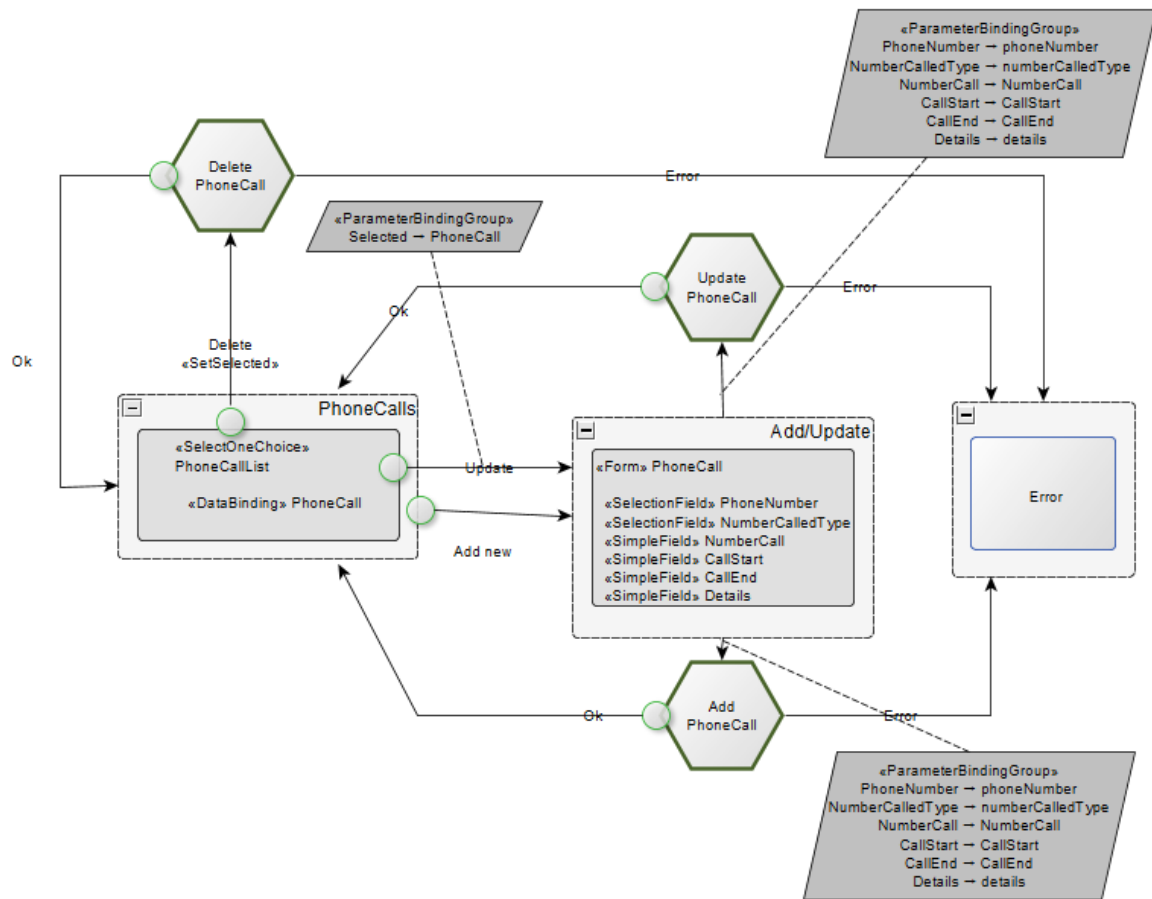 «ParameterBindingGroup»
PhoneNumber → phoneNumber
NumberCalledType → numberCalledType
NumberCall → NumberCall
CallStart → CallStart
CallEnd → CallEnd
Details → details
Delete
PhoneCall
Error
«ParameterBindingGroup»
Selected → PhoneCall
Update
PhoneCall
Error
Ok
Ok
Delete
«SetSelected»
PhoneCalls
«SelectOneChoice»
PhoneCallList
«DataBinding» PhoneCall
Update
Add new
Add/Update
«Form» PhoneCall
«SelectionField» PhoneNumber
«SelectionField» NumberCalledType
«SimpleField» NumberCall
«SimpleField» CallStart
«SimpleField» CallEnd
«SimpleField» Details
Error
Ok
Add
PhoneCall
Error
«ParameterBindingGroup»
PhoneNumber → phoneNumber
NumberCalledType → numberCalledType
NumberCall → NumberCall
CallStart → CallStart
CallEnd → CallEnd
Details → details